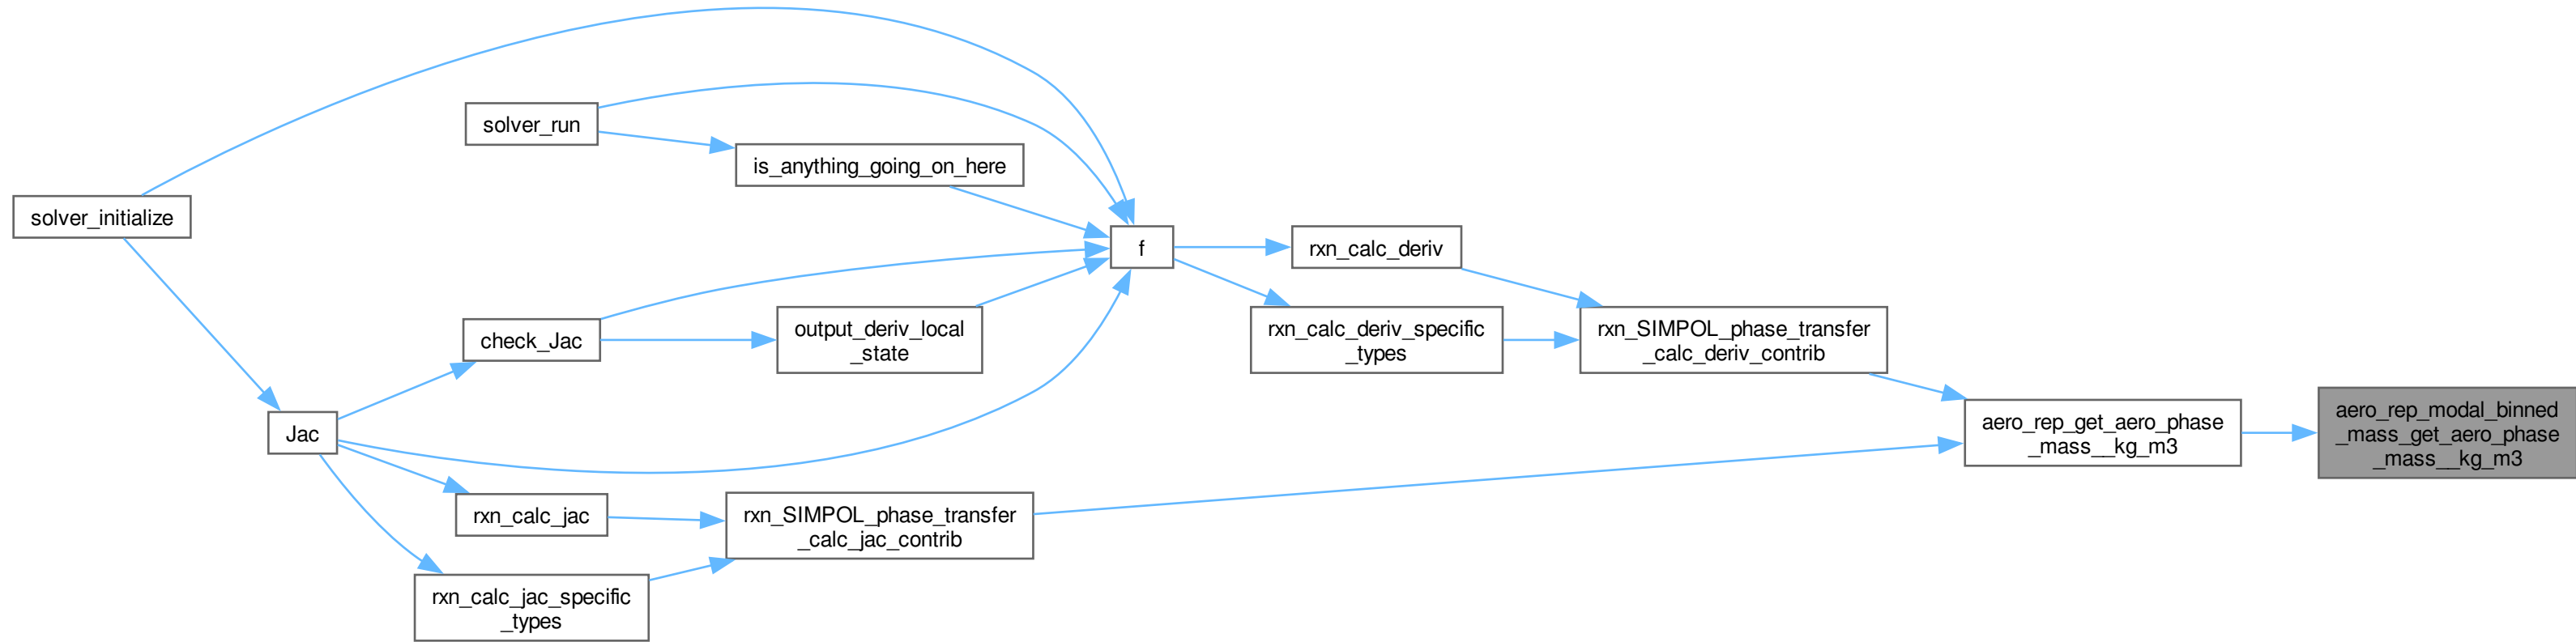 solver_run
is_anything_going_on_here
solver_initialize
f
rxn_calc_deriv
check_Jac
output_deriv_local
_state
rxn_calc_deriv_specific
_types
rxn_SIMPOL_phase_transfer
_calc_deriv_contrib
Jac
aero_rep_get_aero_phase
_mass__kg_m3
aero_rep_modal_binned
_mass_get_aero_phase
_mass__kg_m3
rxn_calc_jac
rxn_SIMPOL_phase_transfer
_calc_jac_contrib
rxn_calc_jac_specific
_types